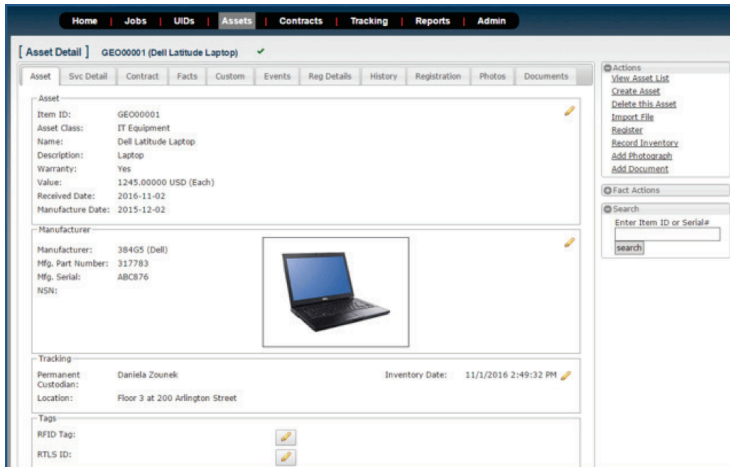 Home | Jobs | UIDs | Assets | Contracts | Tracking | Reports | Admin
[ Asset Detail ] GEO00001 (Dell Latitude Laptop)
Asset Svc Detail Contract Facts Custom Events Reg Details History Registration Photos Documents
Asset
Item ID: GEO00001
Asset Class: IT Equipment
Name: Dell Latitude Laptop
Description: Laptop
Warranty: Yes
Value: 1245.00000 USD (Each)
Received Date: 2016-11-02
Manufacture Date: 2015-12-02
Manufacturer
Manufacturer: 384G5 (Dell)
Mfg. Part Number: 317783
Mfg. Serial: ABC876
NSN:
Tracking
Permanent Custodian: Daniela Zounek Inventory Date: 11/1/2016 2:49:32 PM
Location: Floor 3 at 200 Arlington Street
Tags
RFID Tag:
RTLS ID:
Actions
View Asset List
Create Asset
Delete this Asset
Import File
Register
Record Inventory
Add Photograph
Add Document
Fact Actions
Search
Enter Item ID or Serial#
search